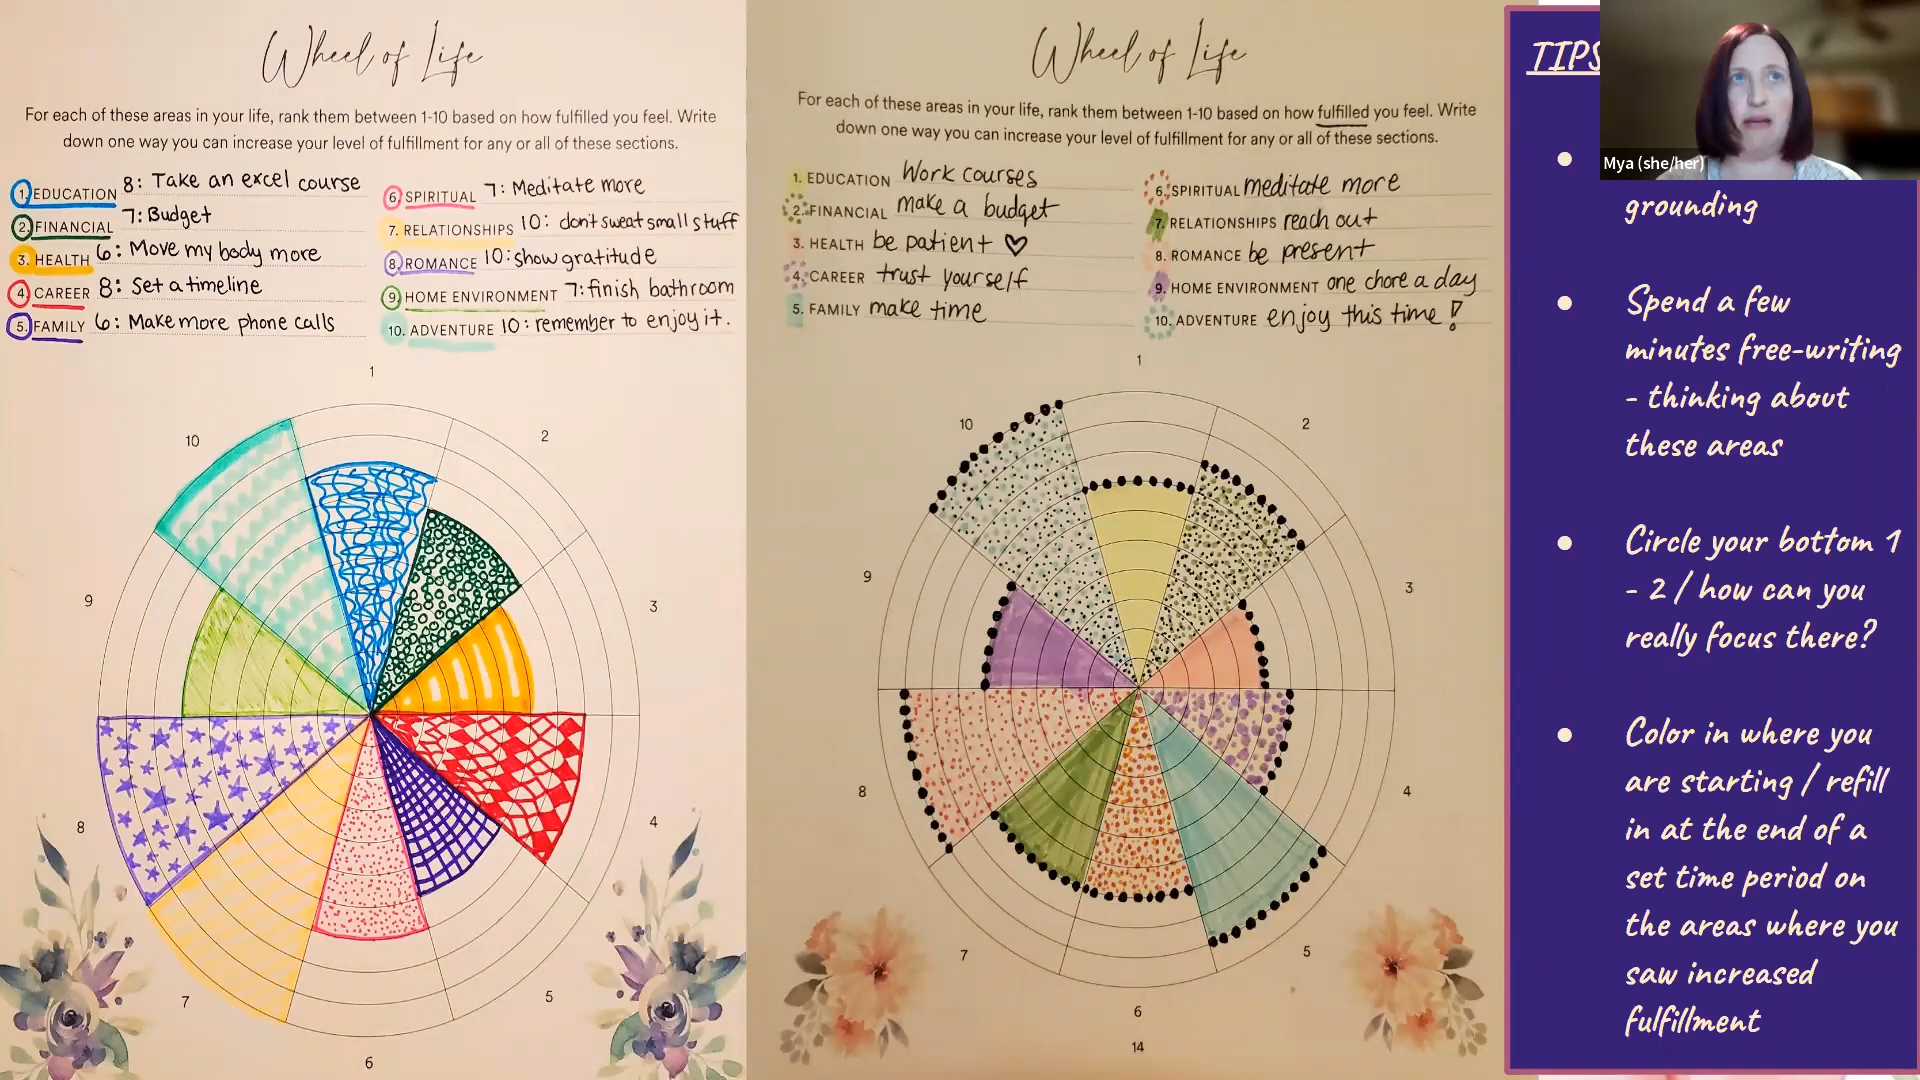 Wheel of Life
For each of these areas in your life, rank them between 1-10 based on how fulfilled you feel. Write
down one way you can increase your level of fulfillment for any or all of these sections.
1. EDUCATION 8: Take an excel course
2. FINANCIAL 7: Budget
3. HEALTH 6: Move my body more
4. CAREER 8: Set a timeline
5. FAMILY 6: Make more phone calls
6. SPIRITUAL 7: Meditate more
7. RELATIONSHIPS 10: don't sweat small stuff
8. ROMANCE 10: show gratitude
9. HOME ENVIRONMENT 7: finish bathroom
10. ADVENTURE 10: remember to enjoy it.
1
2
3
4
5
6
7
8
9
10
Wheel of Life
For each of these areas in your life, rank them between 1-10 based on how fulfilled you feel. Write
down one way you can increase your level of fulfillment for any or all of these sections.
1. EDUCATION Work courses
2. FINANCIAL make a budget
3. HEALTH be patient ♡
4. CAREER trust yourself
5. FAMILY make time
6. SPIRITUAL meditate more
7. RELATIONSHIPS reach out
8. ROMANCE be present
9. HOME ENVIRONMENT one chore a day
10. ADVENTURE enjoy this time!
1
2
3
4
5
6
7
8
9
10
14
TIPS
Mya (she/her)
grounding
Spend a few
minutes free-writing
- thinking about
these areas
Circle your bottom 1
- 2 / how can you
really focus there?
Color in where you
are starting / refill
in at the end of a
set time period on
the areas where you
saw increased
fulfillment